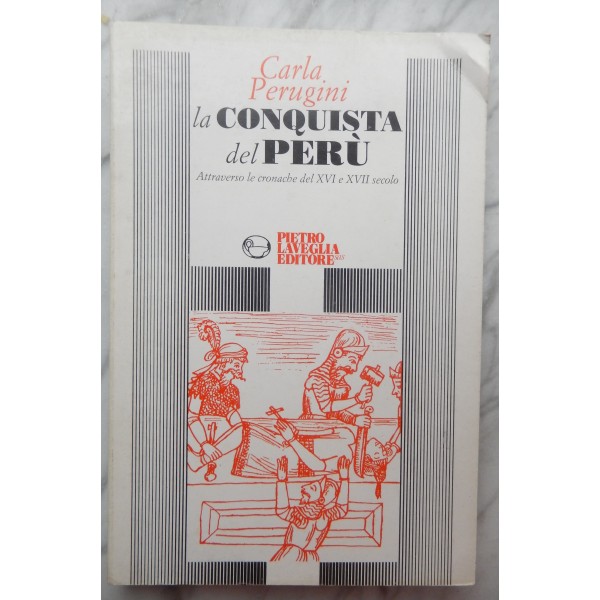 Carla
Perugini
la CONQUISTA
del PERÙ
Attraverso le cronache del XVI e XVII secolo
PIETRO
LAVEGLIA
EDITORE